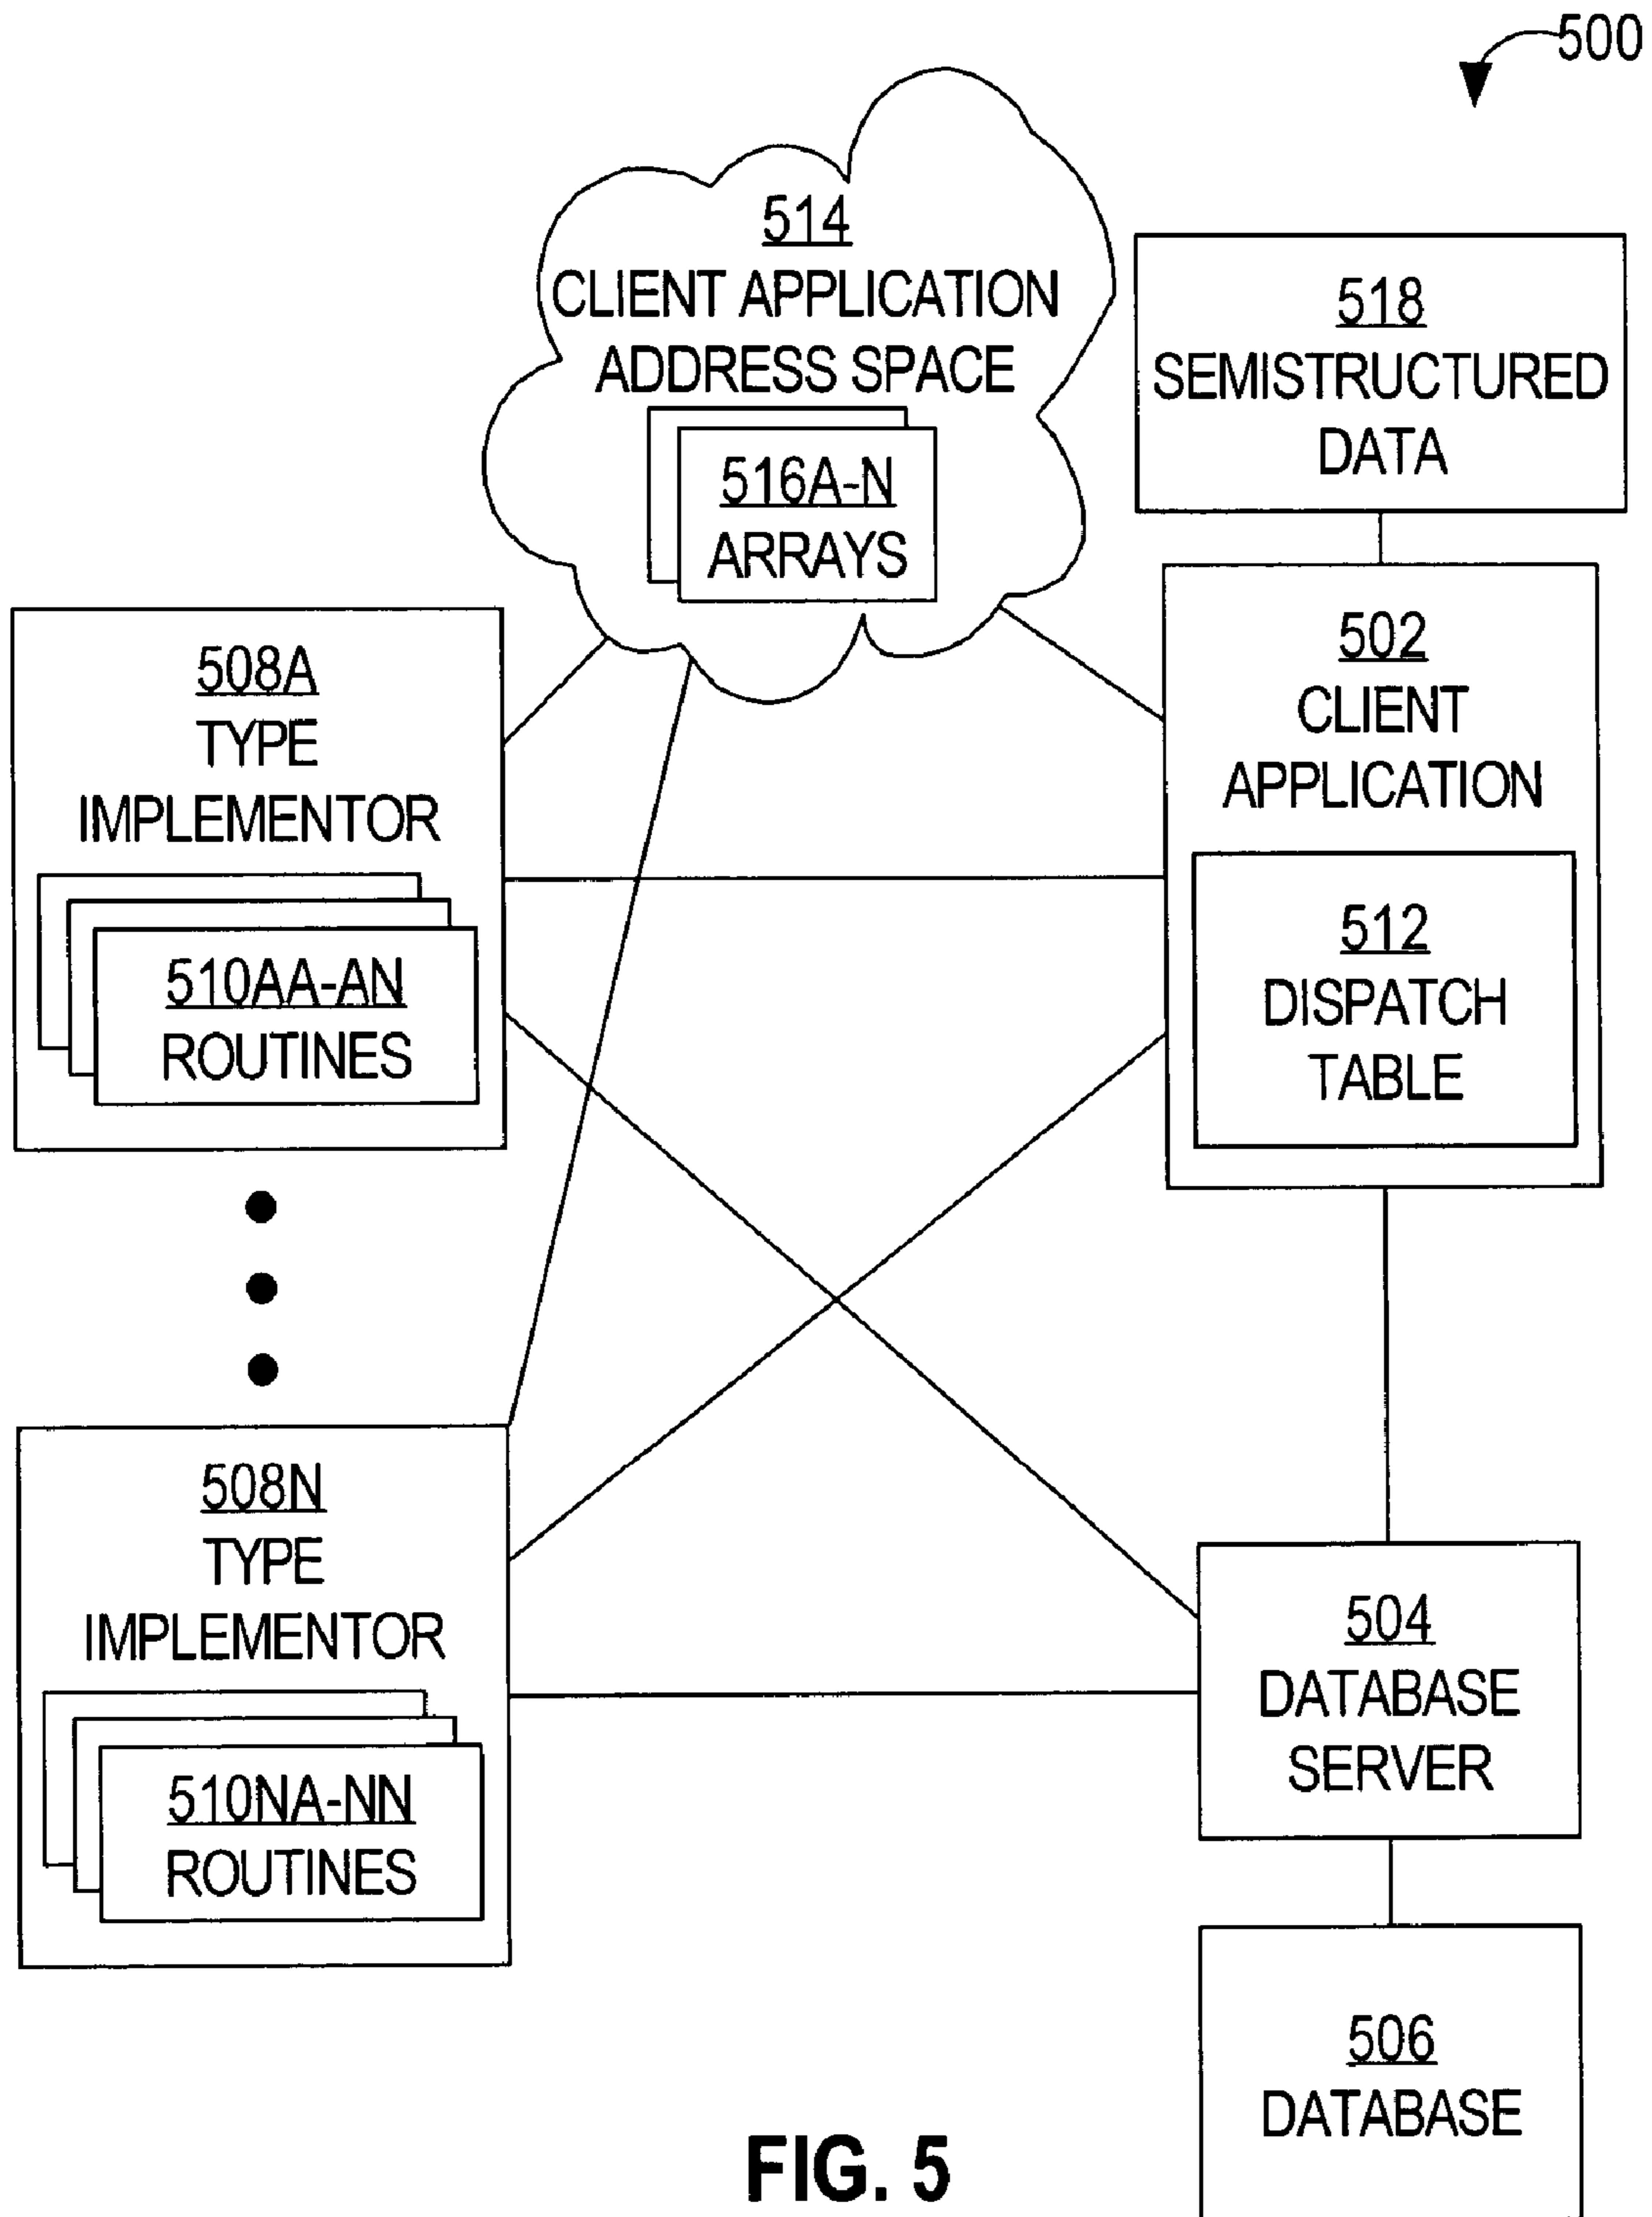 500
514
CLIENT APPLICATION
ADDRESS SPACE
516A-N
ARRAYS
518
SEMISTRUCTURED
DATA
508A
TYPE
IMPLEMENTOR
510AA-AN
ROUTINES
502
CLIENT
APPLICATION
512
DISPATCH
TABLE
508N
TYPE
IMPLEMENTOR
510NA-NN
ROUTINES
504
DATABASE
SERVER
506
DATABASE
FIG. 5